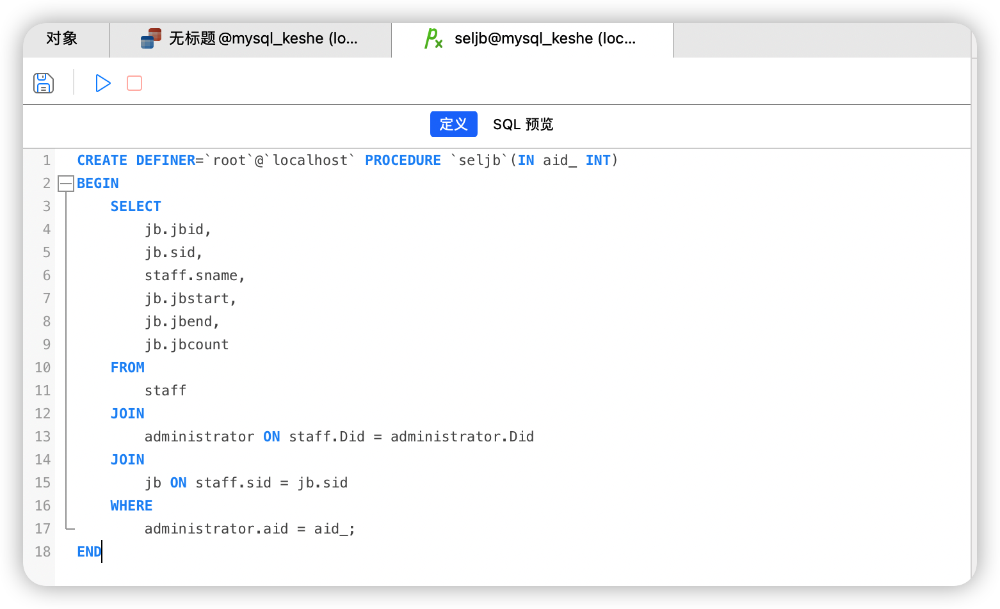 对象
无标题@mysql_keshe (lo...
seljb@mysql_keshe (loc...
定义 SQL 预览
1 CREATE DEFINER=`root`@`localhost` PROCEDURE `seljb`(IN aid_ INT)
2 BEGIN
3 SELECT
4 jb.jbid,
5 jb.sid,
6 staff.sname,
7 jb.jbstart,
8 jb.jbend,
9 jb.jbcount
10 FROM
11 staff
12 JOIN
13 administrator ON staff.Did = administrator.Did
14 JOIN
15 jb ON staff.sid = jb.sid
16 WHERE
17 administrator.aid = aid_;
18 END